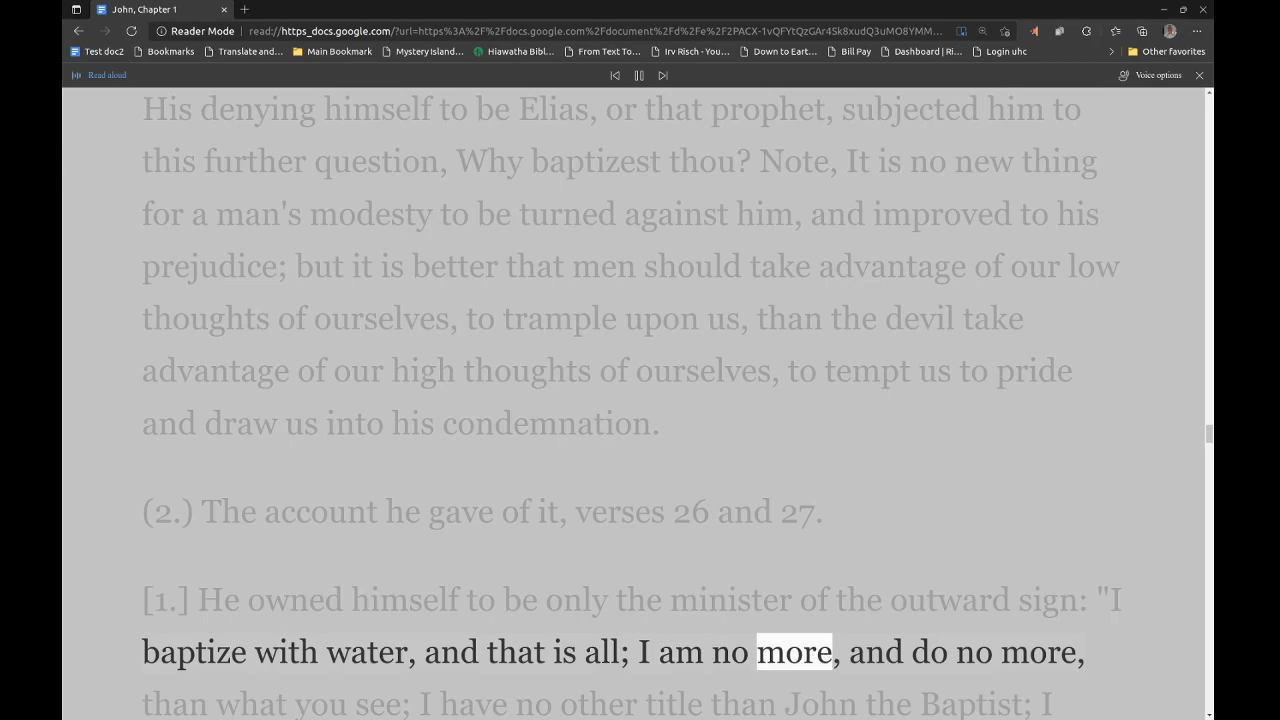 John, Chapter 1
Reader Mode
read://https_docs.google.com/?url=https%3A%2F%2Fdocs.google.com%2Fdocument%2Fd%2Fe%2F2PACX-1vQFYtQzGAr4Sk8xudQ3uMO8YMM...
Test doc2
Bookmarks
Translate and...
Main Bookmark
Mystery Island...
Hiawatha Bibl...
From Text To...
Irv Risch - You...
Down to Eart...
Bill Pay
Dashboard | Ri...
Login uhc
Other favorites
Read aloud
Voice options
His denying himself to be Elias, or that prophet, subjected him to
this further question, Why baptizest thou? Note, It is no new thing
for a man's modesty to be turned against him, and improved to his
prejudice; but it is better that men should take advantage of our low
thoughts of ourselves, to trample upon us, than the devil take
advantage of our high thoughts of ourselves, to tempt us to pride
and draw us into his condemnation.
(2.) The account he gave of it, verses 26 and 27.
[1.] He owned himself to be only the minister of the outward sign: "I
baptize with water, and that is all; I am no more, and do no more,
than what you see; I have no other title than John the Baptist; I